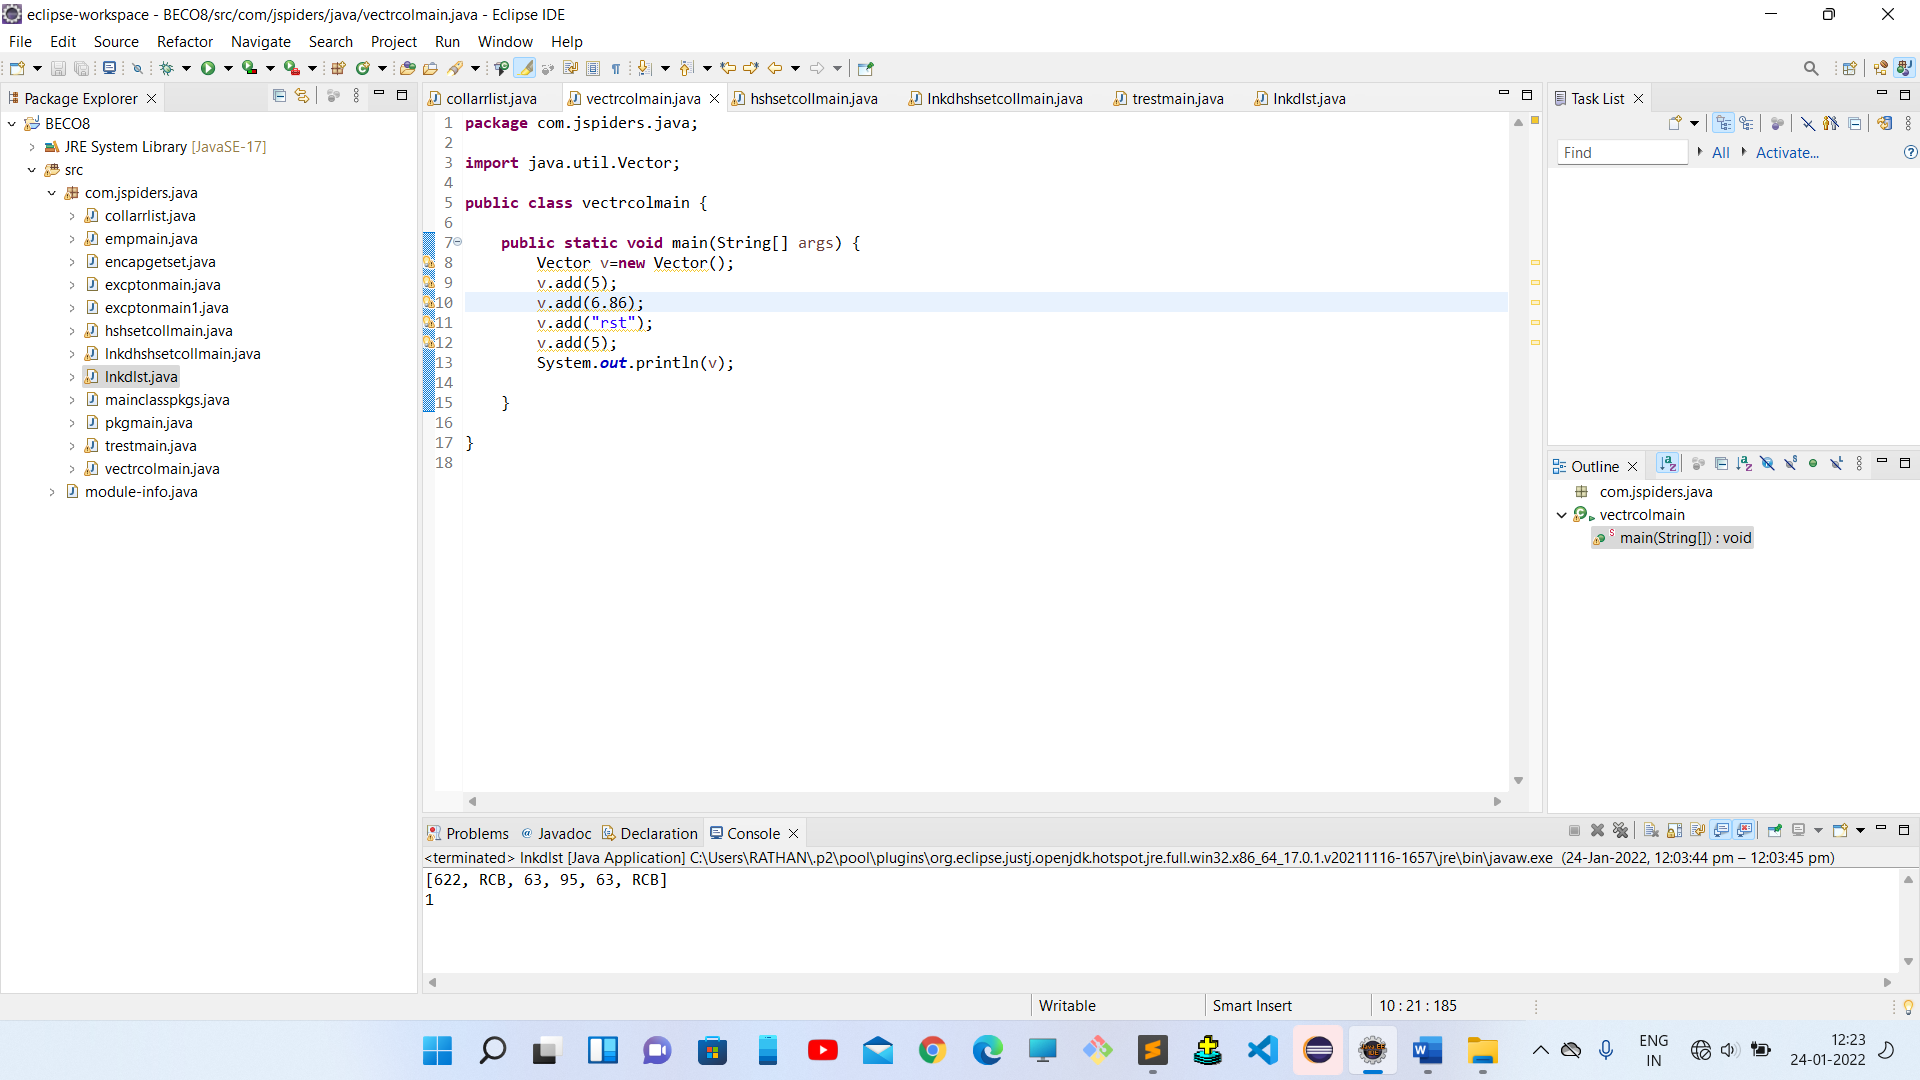 eclipse-workspace - BECO8/src/com/jspiders/java/vectrcolmain.java - Eclipse IDE
File Edit Source Refactor Navigate Search Project Run Window Help
Package Explorer
BECO8
JRE System Library [JavaSE-17]
src
com.jspiders.java
collarrlist.java
empmain.java
encapgetset.java
excptonmain.java
excptonmain1.java
hshsetcollmain.java
lnkdhshsetcollmain.java
lnkdlst.java
mainclasspkgs.java
pkgmain.java
trestmain.java
vectrcolmain.java
module-info.java
collarrlist.java vectrcolmain.java hshsetcollmain.java lnkdhshsetcollmain.java trestmain.java lnkdlst.java
1 package com.jspiders.java;
2
3 import java.util.Vector;
4
5 public class vectrcolmain {
6
7 public static void main(String[] args) {
8 Vector v=new Vector();
9 v.add(5);
10 v.add(6.86);
11 v.add("rst");
12 v.add(5);
13 System.out.println(v);
14
15 }
16
17 }
18
Task List
Find All Activate...
Outline
com.jspiders.java
vectrcolmain
main(String[]) : void
Problems @ Javadoc Declaration Console
<terminated> lnkdlst [Java Application] C:\Users\RATHAN\.p2\pool\plugins\org.eclipse.justj.openjdk.hotspot.jre.full.win32.x86_64_17.0.1.v20211116-1657\jre\bin\javaw.exe (24-Jan-2022, 12:03:44 pm – 12:03:45 pm)
[622, RCB, 63, 95, 63, RCB]
1
Writable Smart Insert 10 : 21 : 185
ENG
IN
12:23
24-01-2022